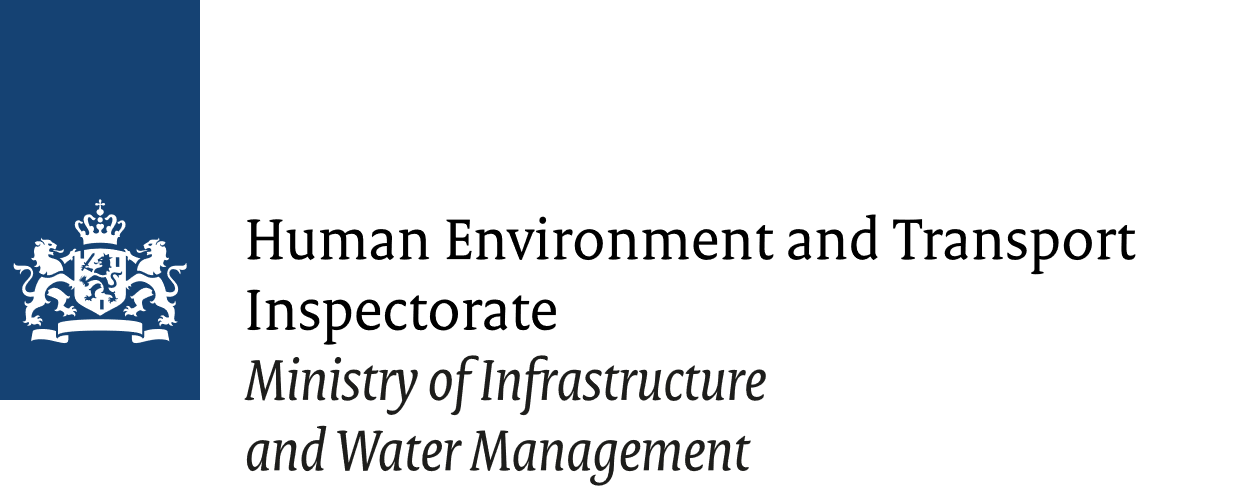 Human Environment and Transport
Inspectorate
Ministry of Infrastructure
and Water Management